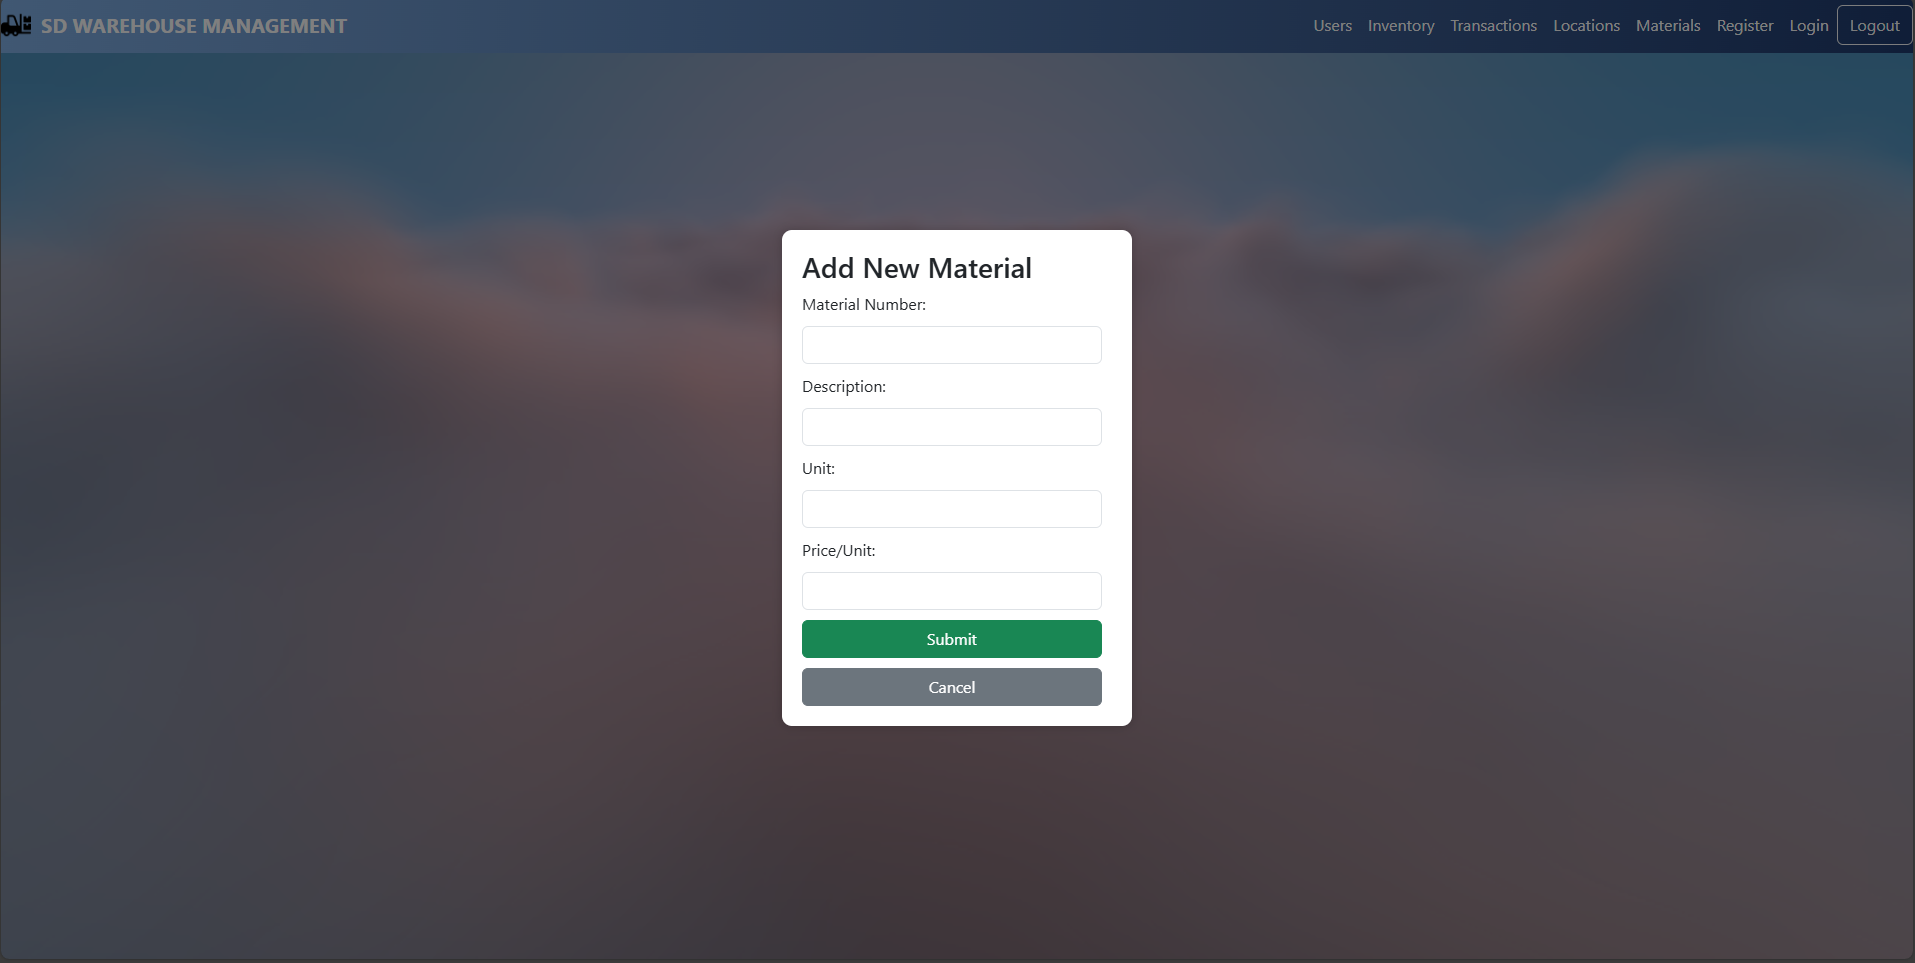 SD WAREHOUSE MANAGEMENT
Users Inventory Transactions Locations Materials Register Login Logout
Add New Material
Material Number:
Description:
Unit:
Price/Unit:
Submit
Cancel